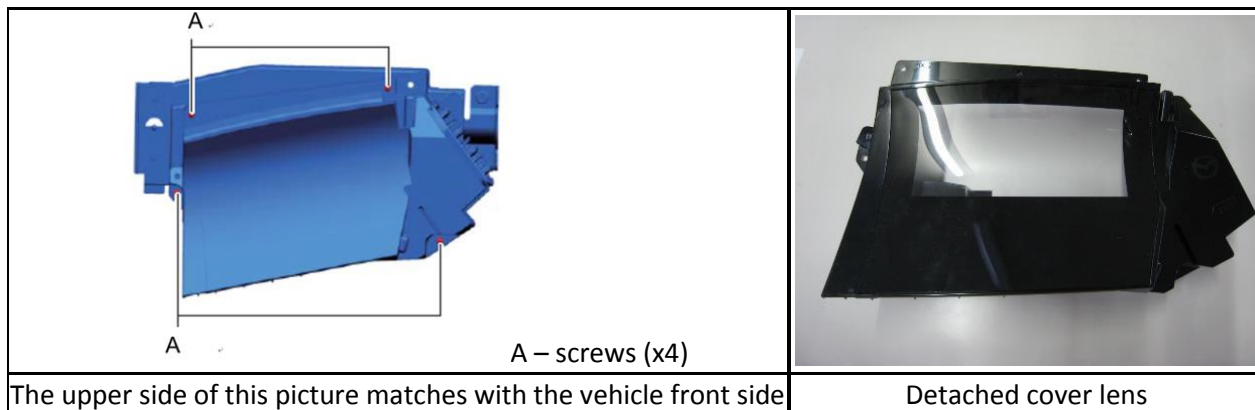 A
A
A – screws (x4)
The upper side of this picture matches with the vehicle front side
Detached cover lens